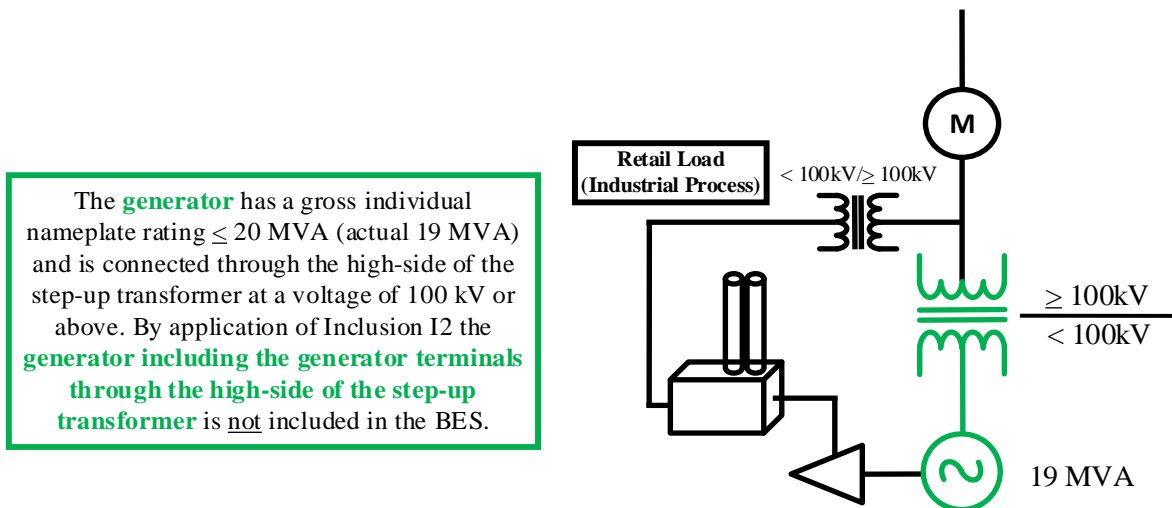 The generator has a gross individual
nameplate rating ≤ 20 MVA (actual 19 MVA)
and is connected through the high-side of the
step-up transformer at a voltage of 100 kV or
above. By application of Inclusion I2 the
generator including the generator terminals
through the high-side of the step-up
transformer is not included in the BES.
M
Retail Load
(Industrial Process)
< 100kV/≥ 100kV
≥ 100kV
< 100kV
19 MVA